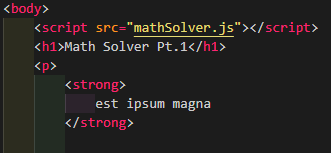 <body>
<script src="mathSolver.js"></script>
<h1>Math Solver Pt.1</h1>
<p>
<strong>
est ipsum magna
</strong>